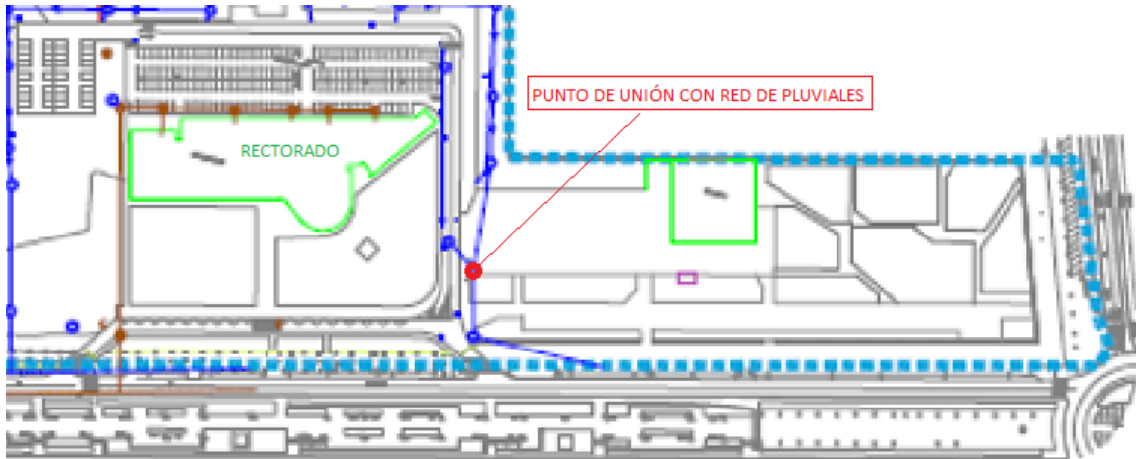 PUNTO DE UNIÓN CON RED DE PLUVIALES
RECTORADO